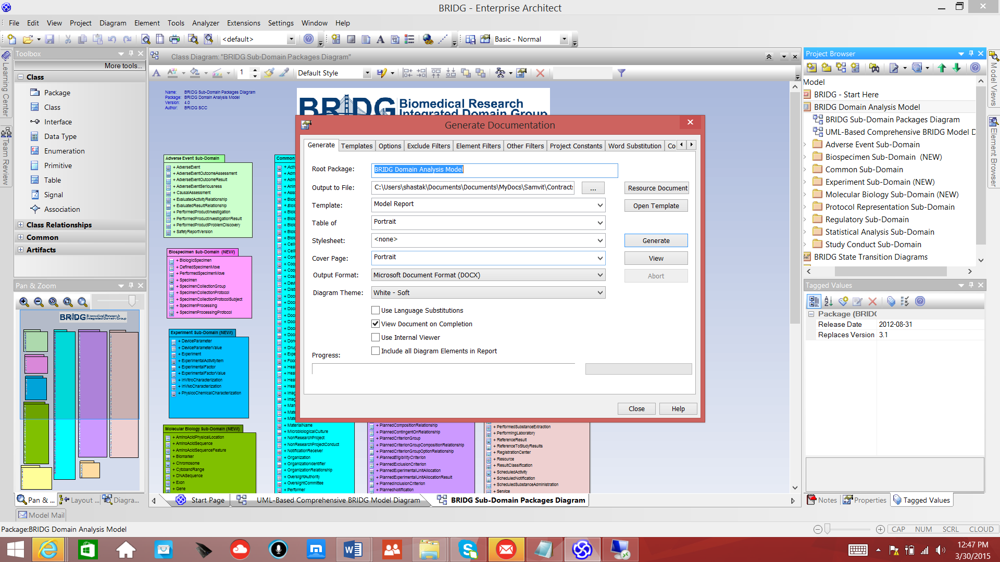 BRIDG - Enterprise Architect
File Edit View Project Diagram Element Tools Analyzer Extensions Settings Window Help
<default>
Basic - Normal
Toolbox
More tools...
Class
Package
Class
Interface
Data Type
Enumeration
Primitive
Table
Signal
Association
Class Relationships
Common
Artifacts
Learning Center
Team Review
Pan & Zoom
BRIDG Biomedical Research
Integrated Domain Group
Pan & ... Layout ... Diagra...
Model Mail
Package:BRIDG Domain Analysis Model
Class Diagram: "BRIDG Sub-Domain Packages Diagram"
1 Default Style
Name: BRIDG Sub-Domain Packages Diagram
Package: BRIDG Domain Analysis Model
Version: 4.0
Author: BRIDG SCC
BRIDG Biomedical Research
Integrated Domain Group
Adverse Event Sub-Domain
+ AdverseEvent
+ AdverseEventOutcomeAssessment
+ AdverseEventOutcomeResult
+ AdverseEventSeriousness
+ CausalAssessment
+ EvaluatedActivityRelationship
+ EvaluatedResultRelationship
+ PerformedProductInvestigation
+ PerformedProductInvestigationResult
+ PerformedProductProblemDiscovery
+ SafetyReportVersion
Biospecimen Sub-Domain (NEW)
+ BiologicSpecimen
+ DefinedSpecimenMove
+ PerformedSpecimenMove
+ Specimen
+ SpecimenCollectionGroup
+ SpecimenCollectionProtocol
+ SpecimenCollectionProtocolSubject
+ SpecimenProcessing
+ SpecimenProcessingProtocol
Experiment Sub-Domain (NEW)
+ DeviceParameter
+ DeviceParameterValue
+ Experiment
+ ExperimentalActivityItem
+ ExperimentalFactor
+ ExperimentalFactorValue
+ InVitroCharacterization
+ InVivoCharacterization
+ PhysicoChemicalCharacterization
Molecular Biology Sub-Domain (NEW)
+ AminoAcidPhysicalLocation
+ AminoAcidSequence
+ AminoAcidSequenceFeature
+ Biomarker
+ Chromosome
+ CytobandRange
+ DNASequence
+ Exon
+ Gene
Common
+ MaterialName
+ MicrobiologicalCulture
+ NonResearchProject
+ NonResearchProjectConduct
+ NotificationReceiver
+ Organization
+ OrganizationIdentifier
+ OrganizationRelationship
+ OversightAuthority
+ OversightCommittee
+ Performer
+ PlannedCompositionRelationship
+ PlannedContingentOnRelationship
+ PlannedCriterionGroup
+ PlannedCriterionGroupCompositionRelationship
+ PlannedCriterionGroupOptionRelationship
+ PlannedEligibilityCriterion
+ PlannedExclusionCriterion
+ PlannedExperimentalUnitAllocation
+ PlannedExperimentalUnitAllocationResult
+ PlannedInclusionCriterion
+ PlannedNotification
+ PerformedSubstanceExtraction
+ PerformingLaboratory
+ ReferenceResult
+ ReferenceToStudyResults
+ RegistrationCenter
+ Resource
+ ResultClassification
+ ScheduledActivity
+ ScheduledNotification
+ ScheduledSubstanceAdministration
+ Service
Generate Documentation
Generate Templates Options Exclude Filters Element Filters Other Filters Project Constants Word Substitution Co
Root Package: BRIDG Domain Analysis Model
Output to File: C:\Users\shastak\Documents\Documents\MyDocs\Samvit\Contracts ... Resource Document
Template: Model Report Open Template
Table of Portrait
Stylesheet: <none> Generate
Cover Page: Portrait View
Output Format: Microsoft Document Format (DOCX) Abort
Diagram Theme: White - Soft
Use Language Substitutions
View Document on Completion
Use Internal Viewer
Include all Diagram Elements in Report
Progress:
Close Help
Start Page UML-Based Comprehensive BRIDG Model Diagram BRIDG Sub-Domain Packages Diagram
Project Browser
Model
BRIDG - Start Here
BRIDG Domain Analysis Model
BRIDG Sub-Domain Packages Diagram
UML-Based Comprehensive BRIDG Model D
Adverse Event Sub-Domain
Biospecimen Sub-Domain (NEW)
Common Sub-Domain
Experiment Sub-Domain (NEW)
Molecular Biology Sub-Domain (NEW)
Protocol Representation Sub-Domain
Regulatory Sub-Domain
Statistical Analysis Sub-Domain
Study Conduct Sub-Domain
BRIDG State Transition Diagrams
Model Views
Element Browser
Tagged Values
Package (BRIDG
Release Date 2012-08-31
Replaces Version 3.1
Notes Properties Tagged Values
CAP NUM SCRL CLOUD
12:47 PM
3/30/2015